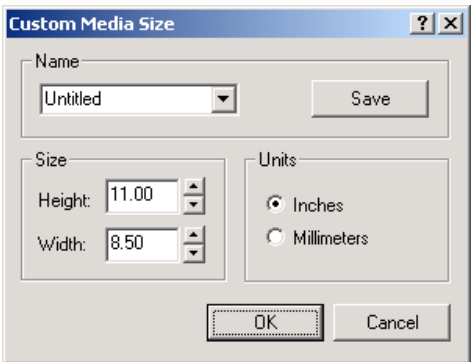 Custom Media Size
Name
Untitled
Save
Size
Units
Height: 11.00
Inches
Width: 8.50
Millimeters
OK
Cancel